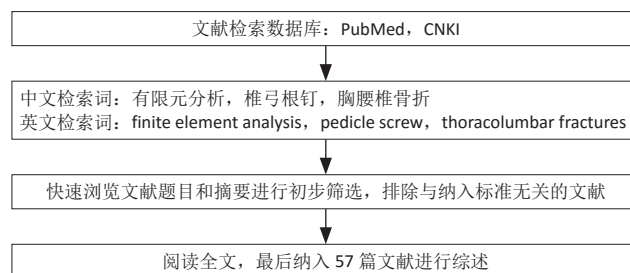 文献检索数据库：PubMed，CNKI
中文检索词：有限元分析，椎弓根钉，胸腰椎骨折
英文检索词：finite element analysis，pedicle screw，thoracolumbar fractures
快速浏览文献题目和摘要进行初步筛选，排除与纳入标准无关的文献
阅读全文，最后纳入 57 篇文献进行综述